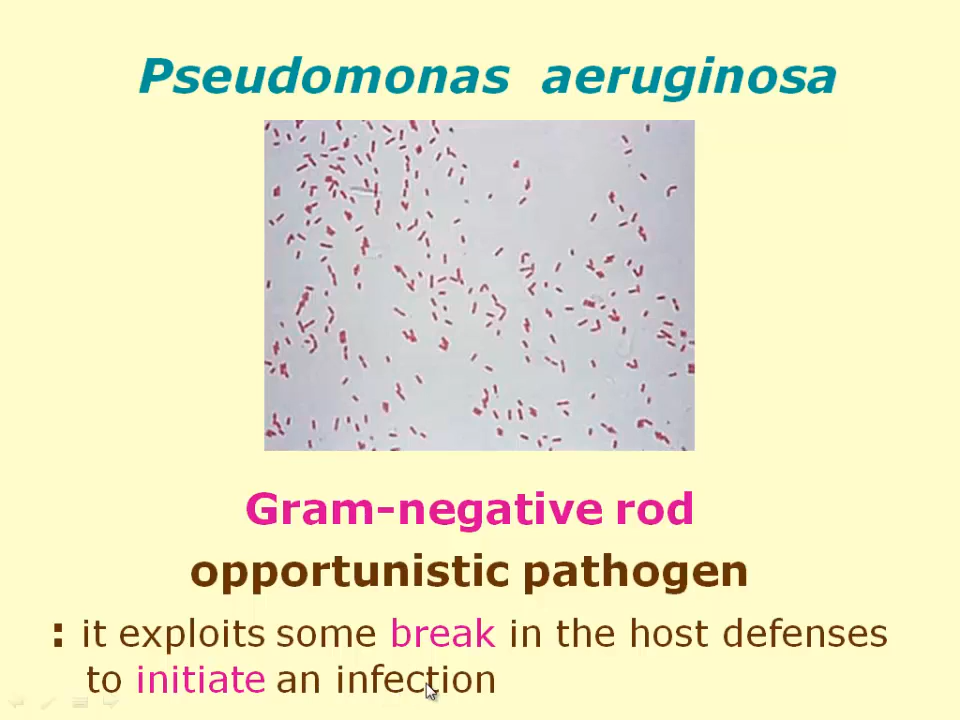 Pseudomonas aeruginosa
Gram-negative rod
opportunistic pathogen
: it exploits some break in the host defenses
to initiate an infection